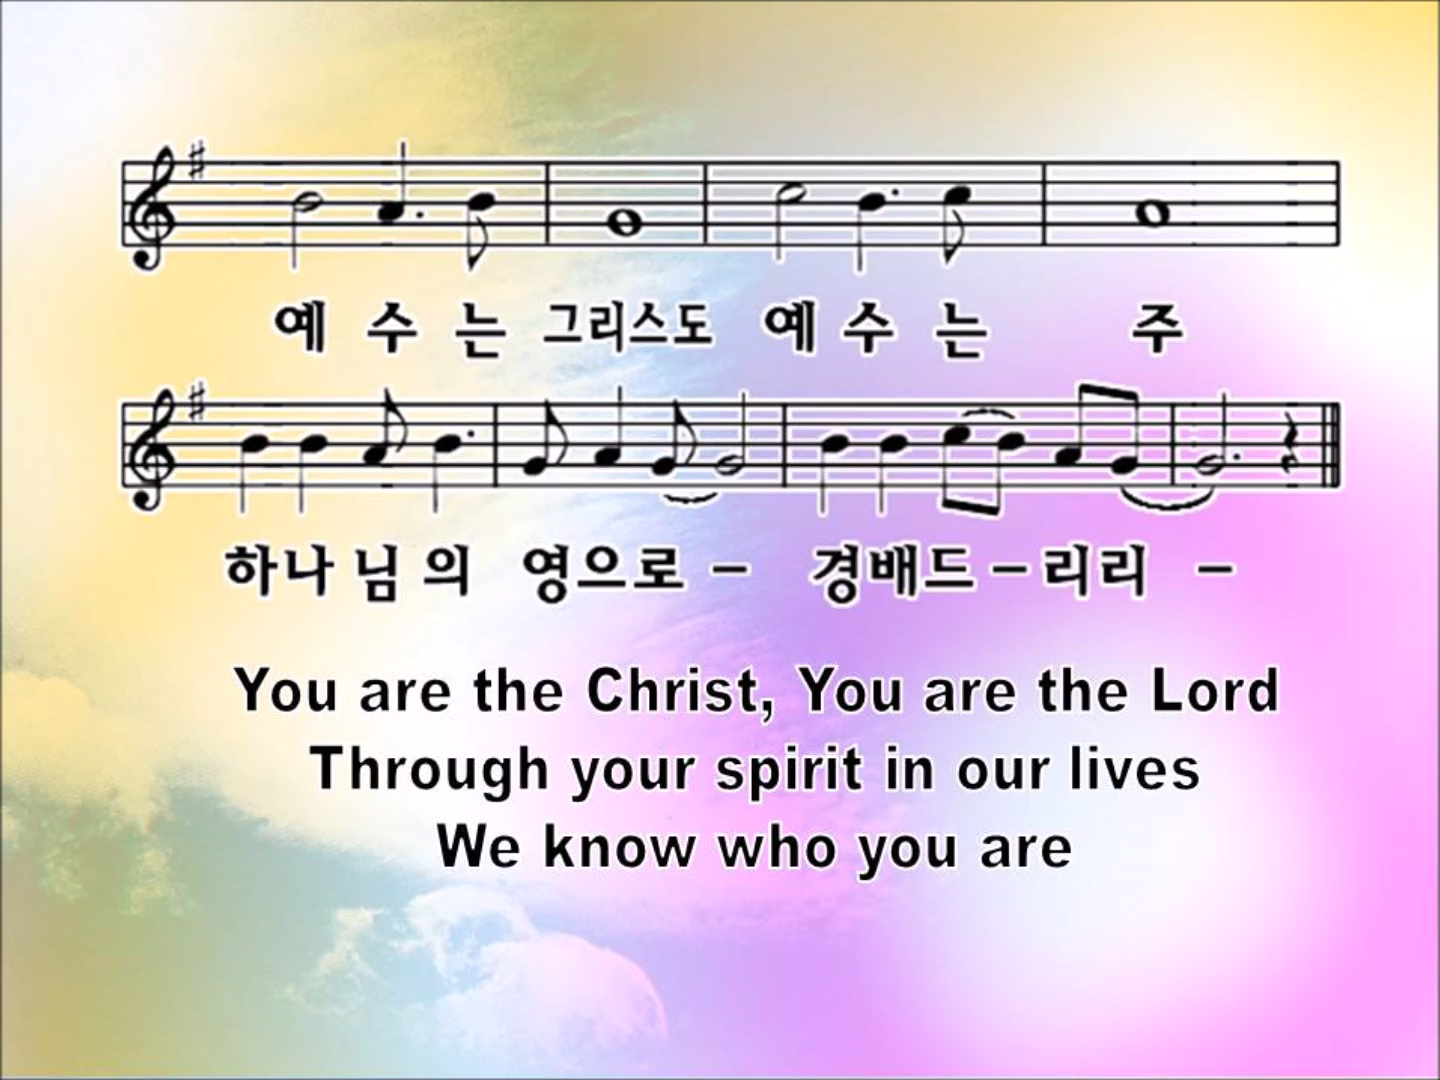 예 수 는 그리스도 예 수 는 주
하나 님 의 영으로 – 경배드 – 리리 –
You are the Christ, You are the Lord
Through your spirit in our lives
We know who you are